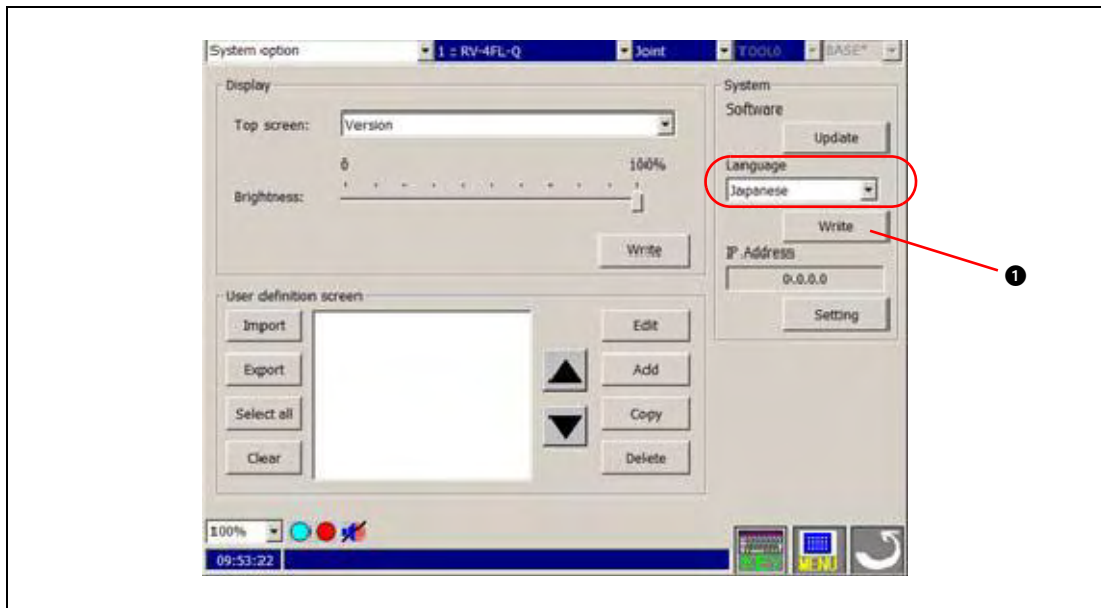 System option 1 : RV-4FL-Q Joint TOOL0 BASE*
Display
Top screen: Version
0 100%
Brightness:
Write
System
Software
Update
Language
Japanese
Write
IP Address
0.0.0.0
Setting
❶
User definition screen
Import Edit
Export Add
Select all Copy
Clear Delete
100%
09:53:22
KEY MENU